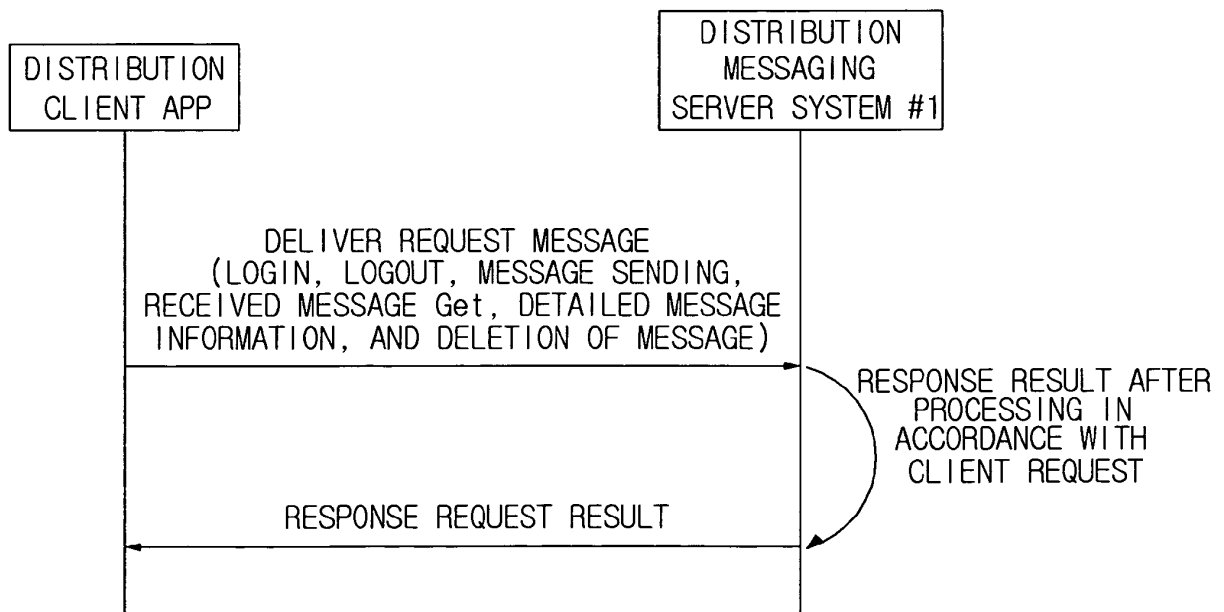 DISTRIBUTION
CLIENT APP
DISTRIBUTION
MESSAGING
SERVER SYSTEM #1
DELIVER REQUEST MESSAGE
(LOGIN, LOGOUT, MESSAGE SENDING,
RECEIVED MESSAGE Get, DETAILED MESSAGE
INFORMATION, AND DELETION OF MESSAGE)
RESPONSE RESULT AFTER
PROCESSING IN
ACCORDANCE WITH
CLIENT REQUEST
RESPONSE REQUEST RESULT